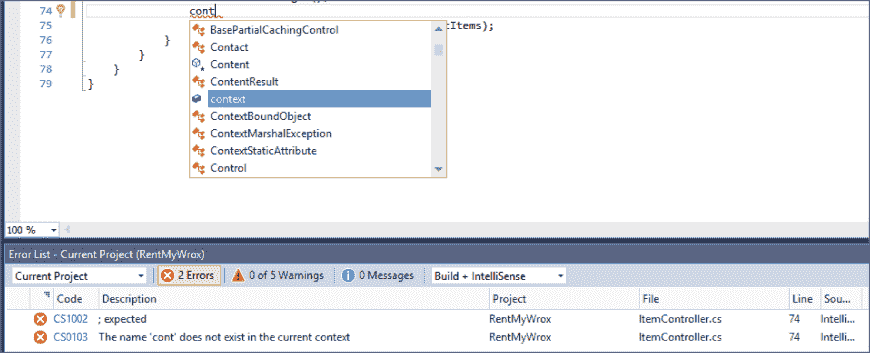 74 cont
BasePartialCachingControl
Contact
Content
ContentResult
context
ContextBoundObject
ContextMarshalException
ContextStaticAttribute
Control
75 tItems);
76 }
77 }
78 }
79 }
100 %
Error List - Current Project (RentMyWrox)
Current Project 2 Errors 0 of 5 Warnings 0 Messages Build + IntelliSense
Code Description Project File Line Sou...
CS1002 ; expected RentMyWrox ItemController.cs 74 Intelli...
CS0103 The name 'cont' does not exist in the current context RentMyWrox ItemController.cs 74 Intelli...